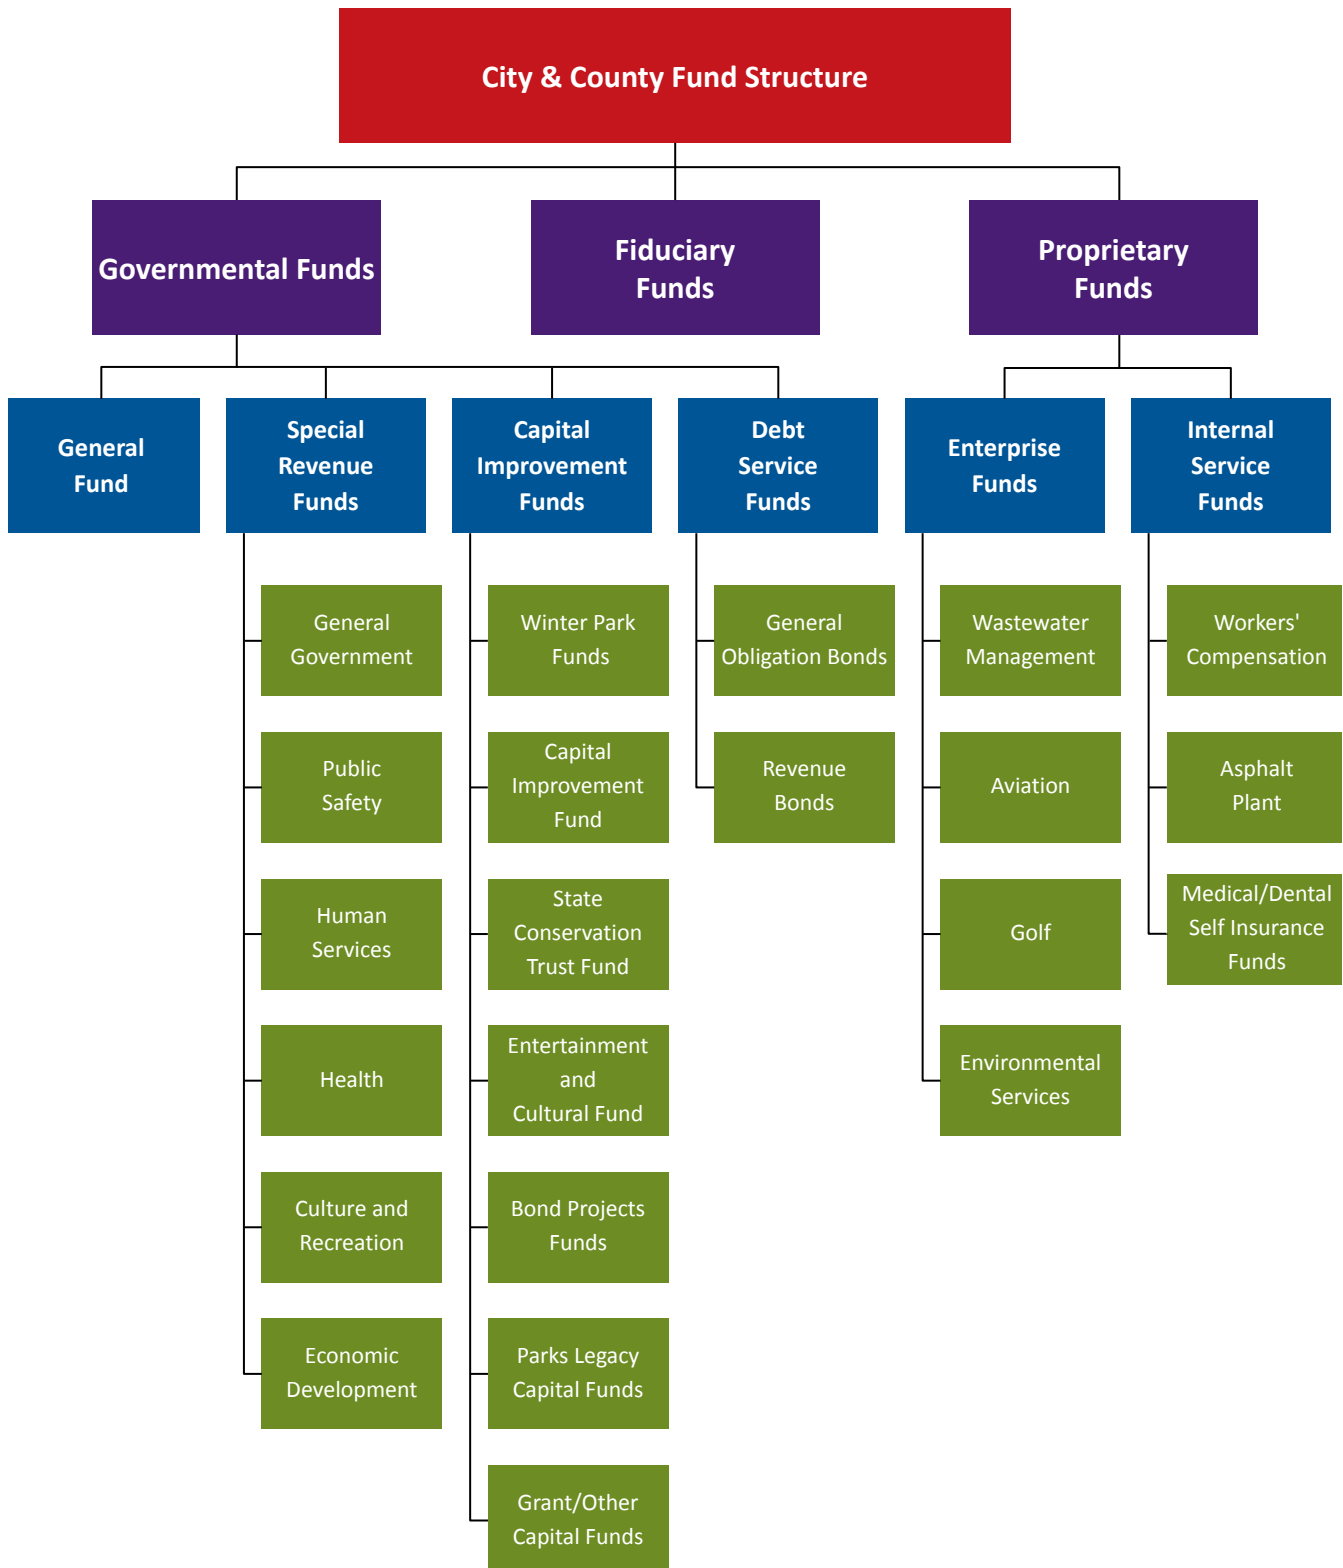 City & County Fund Structure
Governmental Funds
Fiduciary
Funds
Proprietary
Funds
General
Fund
Special
Revenue
Funds
Capital
Improvement
Funds
Debt
Service
Funds
Enterprise
Funds
Internal
Service
Funds
General
Government
Public
Safety
Human
Services
Health
Culture and
Recreation
Economic
Development
Winter Park
Funds
Capital
Improvement
Fund
State
Conservation
Trust Fund
Entertainment
and
Cultural Fund
Bond Projects
Funds
Parks Legacy
Capital Funds
Grant/Other
Capital Funds
General
Obligation Bonds
Revenue
Bonds
Wastewater
Management
Aviation
Golf
Environmental
Services
Workers'
Compensation
Asphalt
Plant
Medical/Dental
Self Insurance
Funds